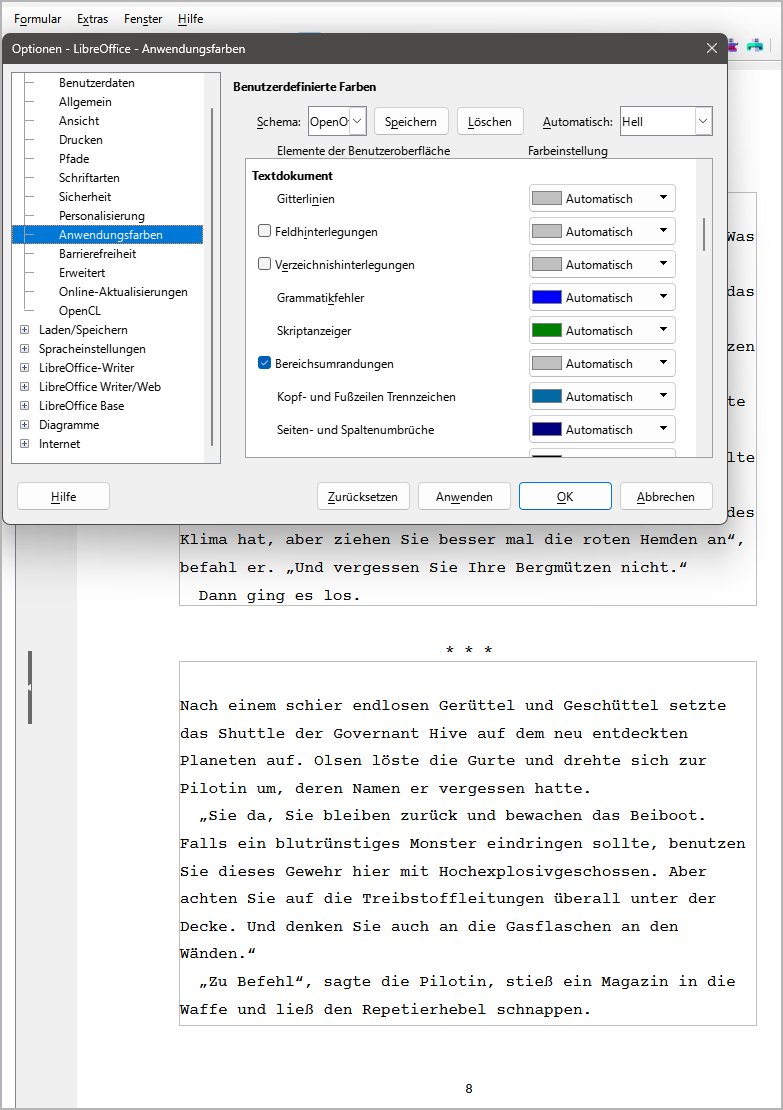 Formular Extras Fenster Hilfe
Optionen - LibreOffice - Anwendungsfarben
Benutzerdaten
Allgemein
Ansicht
Drucken
Pfade
Schriftarten
Sicherheit
Personalisierung
Anwendungsfarben
Barrierefreiheit
Erweitert
Online-Aktualisierungen
OpenCL
Laden/Speichern
Spracheinstellungen
LibreOffice-Writer
LibreOffice Writer/Web
LibreOffice Base
Diagramme
Internet
Benutzerdefinierte Farben
Schema: OpenO Speichern Löschen Automatisch: Hell
Elemente der Benutzeroberfläche Farbeinstellung
Textdokument
Gitterlinien Automatisch
Feldhinterlegungen Automatisch
Verzeichnishinterlegungen Automatisch
Grammatikfehler Automatisch
Skriptanzeiger Automatisch
Bereichsumrandungen Automatisch
Kopf- und Fußzeilen Trennzeichen Automatisch
Seiten- und Spaltenumbrüche Automatisch
Hilfe Zurücksetzen Anwenden OK Abbrechen
Was
das
zen
te
lte
des
Klima hat, aber ziehen Sie besser mal die roten Hemden an“,
befahl er. „Und vergessen Sie Ihre Bergmützen nicht.“
Dann ging es los.
* * *
Nach einem schier endlosen Gerüttel und Geschüttel setzte
das Shuttle der Governant Hive auf dem neu entdeckten
Planeten auf. Olsen löste die Gurte und drehte sich zur
Pilotin um, deren Namen er vergessen hatte.
„Sie da, Sie bleiben zurück und bewachen das Beiboot.
Falls ein blutrünstiges Monster eindringen sollte, benutzen
Sie dieses Gewehr hier mit Hochexplosivgeschossen. Aber
achten Sie auf die Treibstoffleitungen überall unter der
Decke. Und denken Sie auch an die Gasflaschen an den
Wänden.“
„Zu Befehl“, sagte die Pilotin, stieß ein Magazin in die
Waffe und ließ den Repetierhebel schnappen.
8